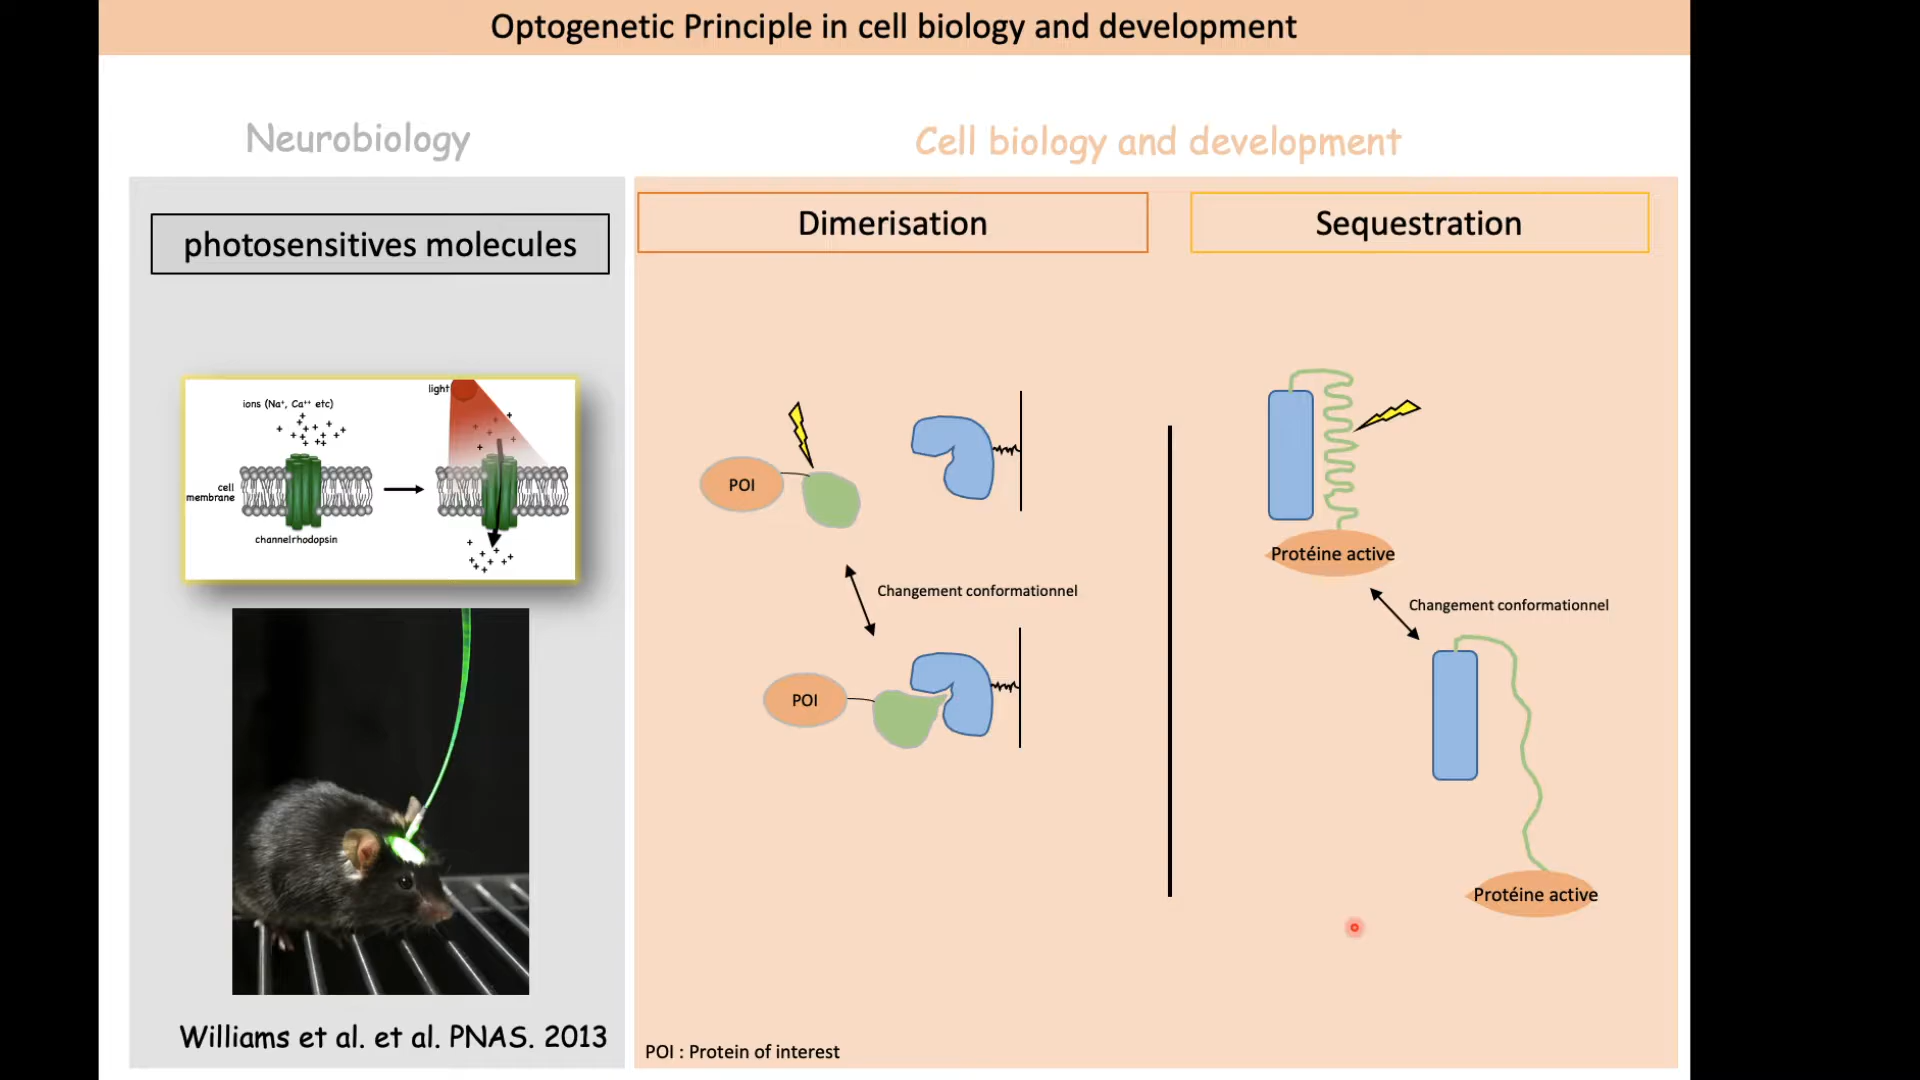 Optogenetic Principle in cell biology and development
Neurobiology
Cell biology and development
photosensitives molecules
Dimerisation
Sequestration
ions (Na⁺, Ca⁺⁺ etc)
light
cell
membrane
channelrhodopsin
POI
Changement conformationnel
POI
Protéine active
Changement conformationnel
Protéine active
Williams et al. et al. PNAS. 2013
POI : Protein of interest